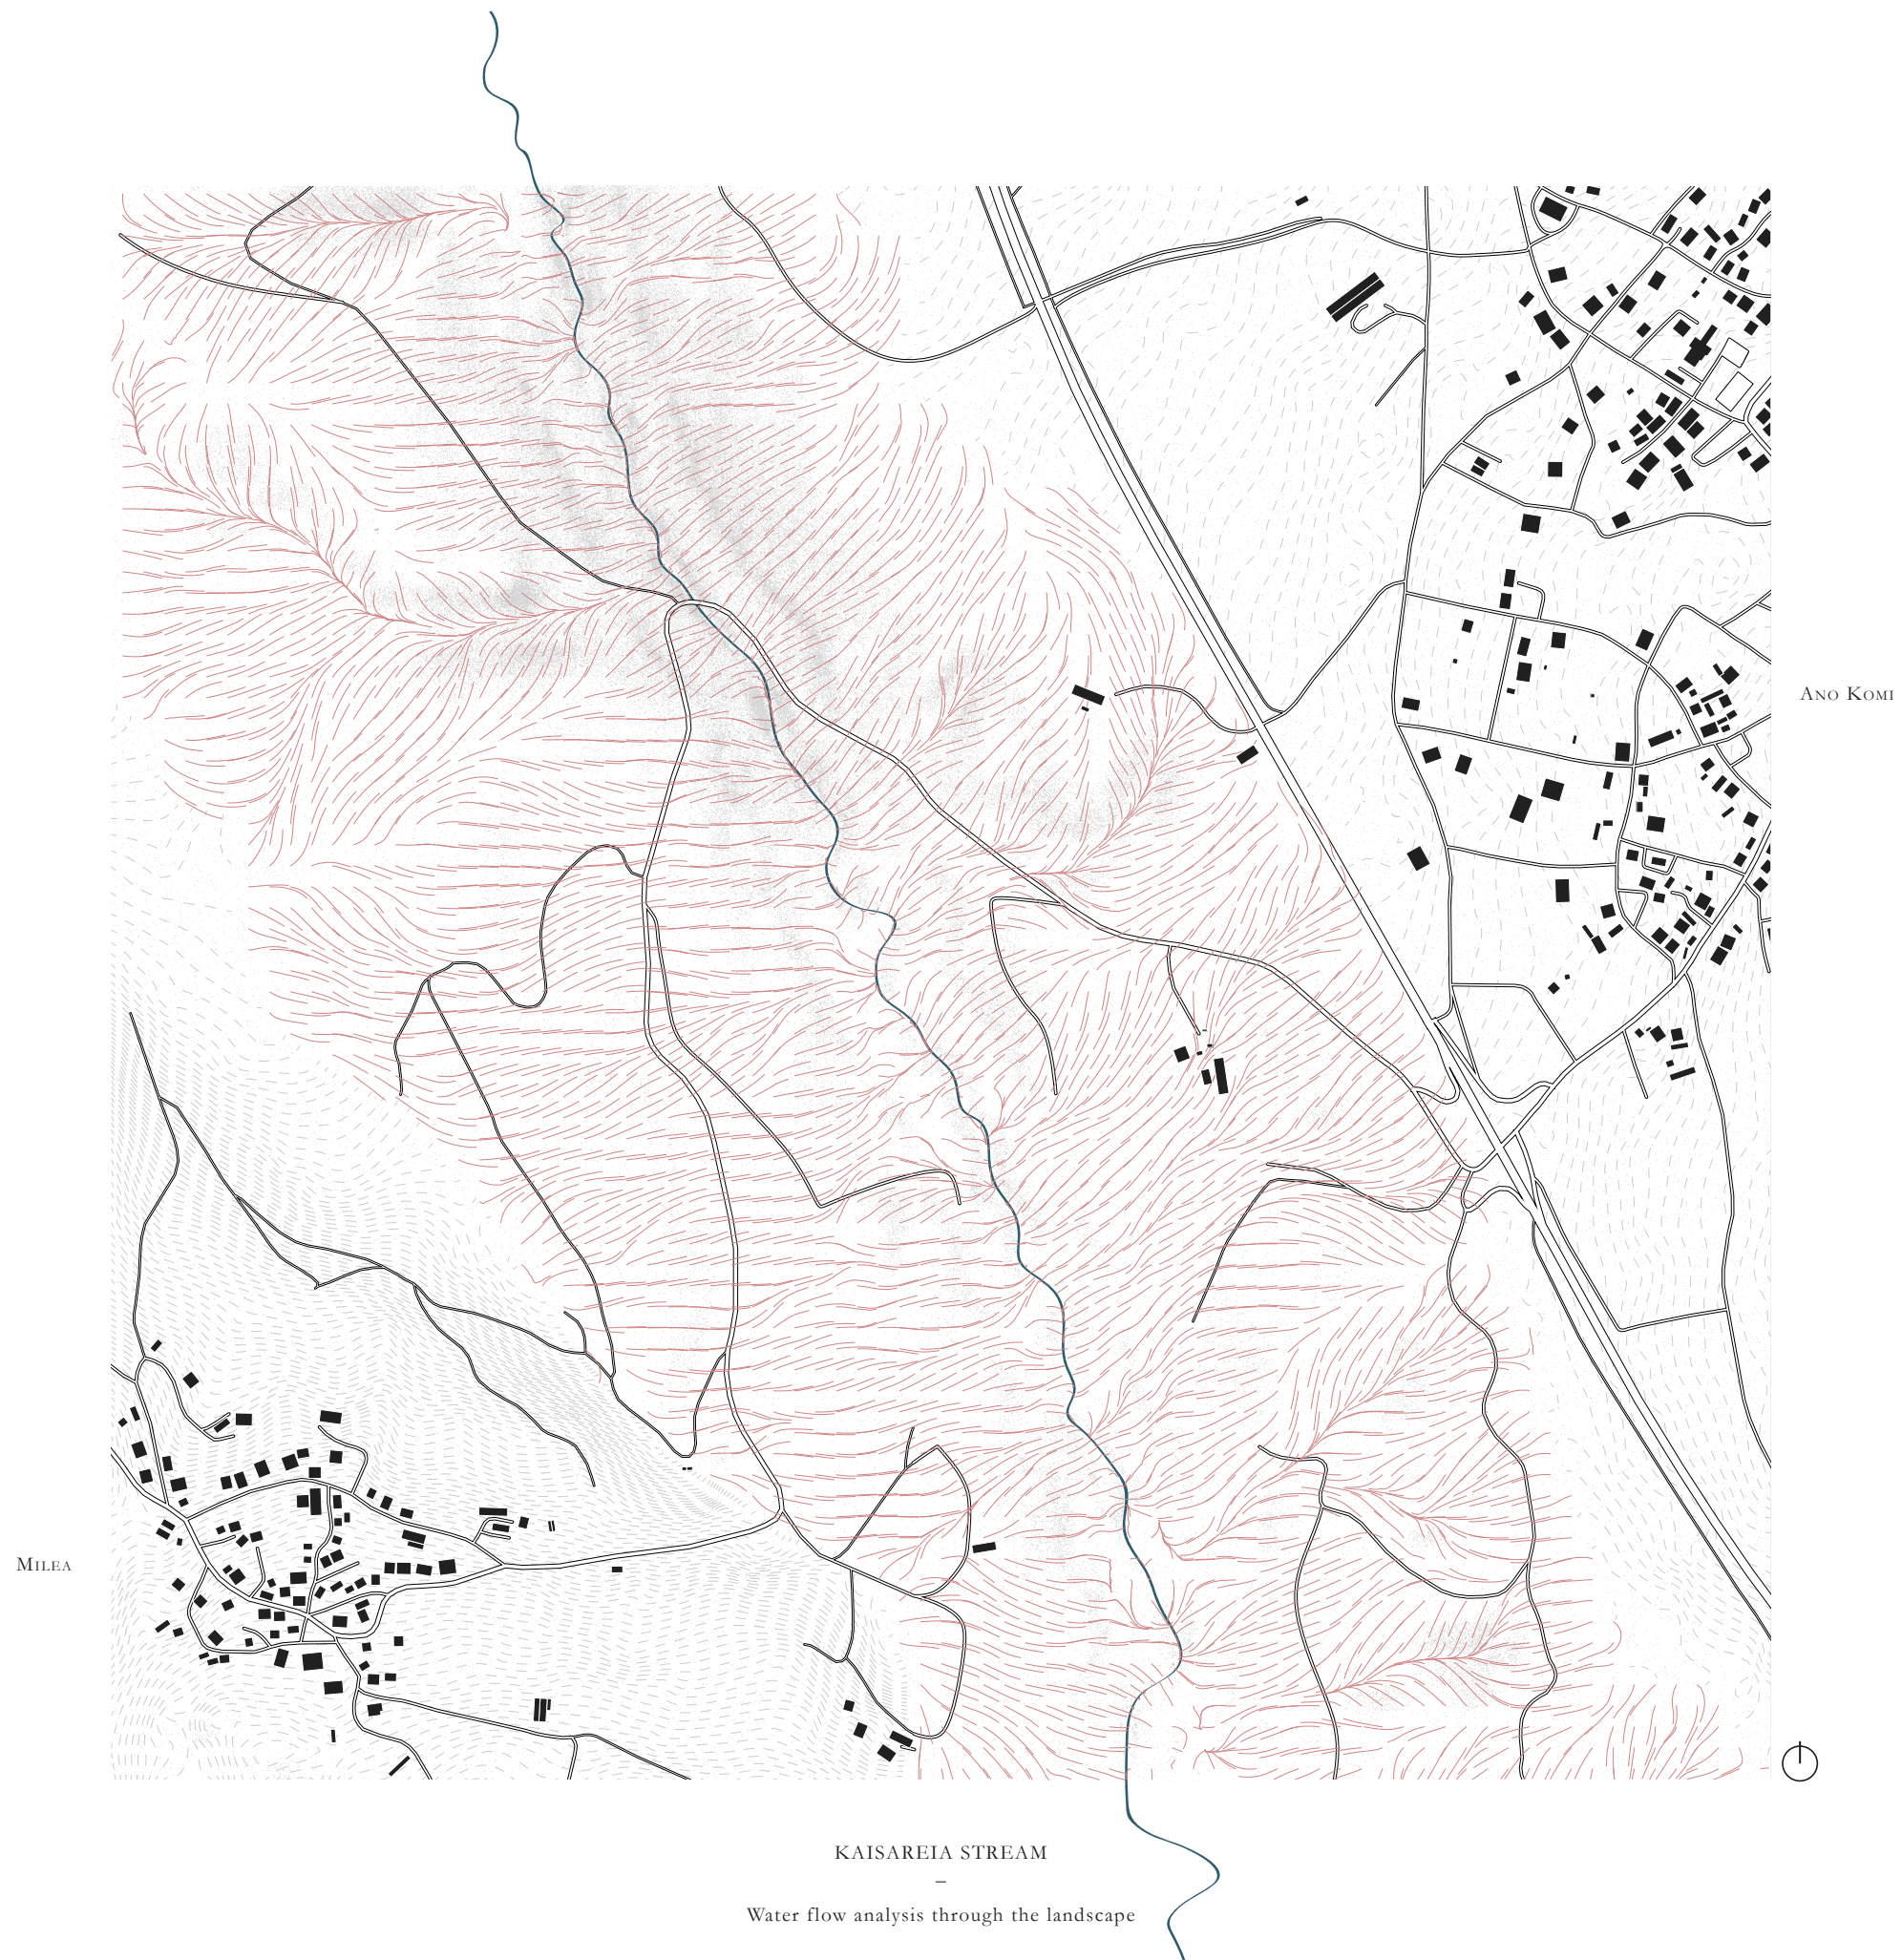 Ano Komi
Milea
KAISAREIA STREAM
–
Water flow analysis through the landscape